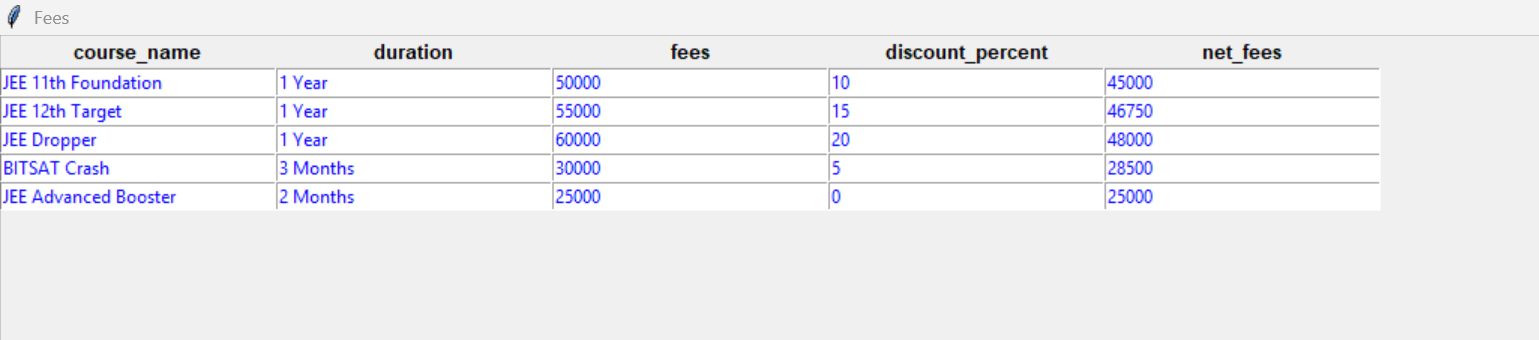 Fees
course_name duration fees discount_percent net_fees
JEE 11th Foundation 1 Year 50000 10 45000
JEE 12th Target 1 Year 55000 15 46750
JEE Dropper 1 Year 60000 20 48000
BITSAT Crash 3 Months 30000 5 28500
JEE Advanced Booster 2 Months 25000 0 25000